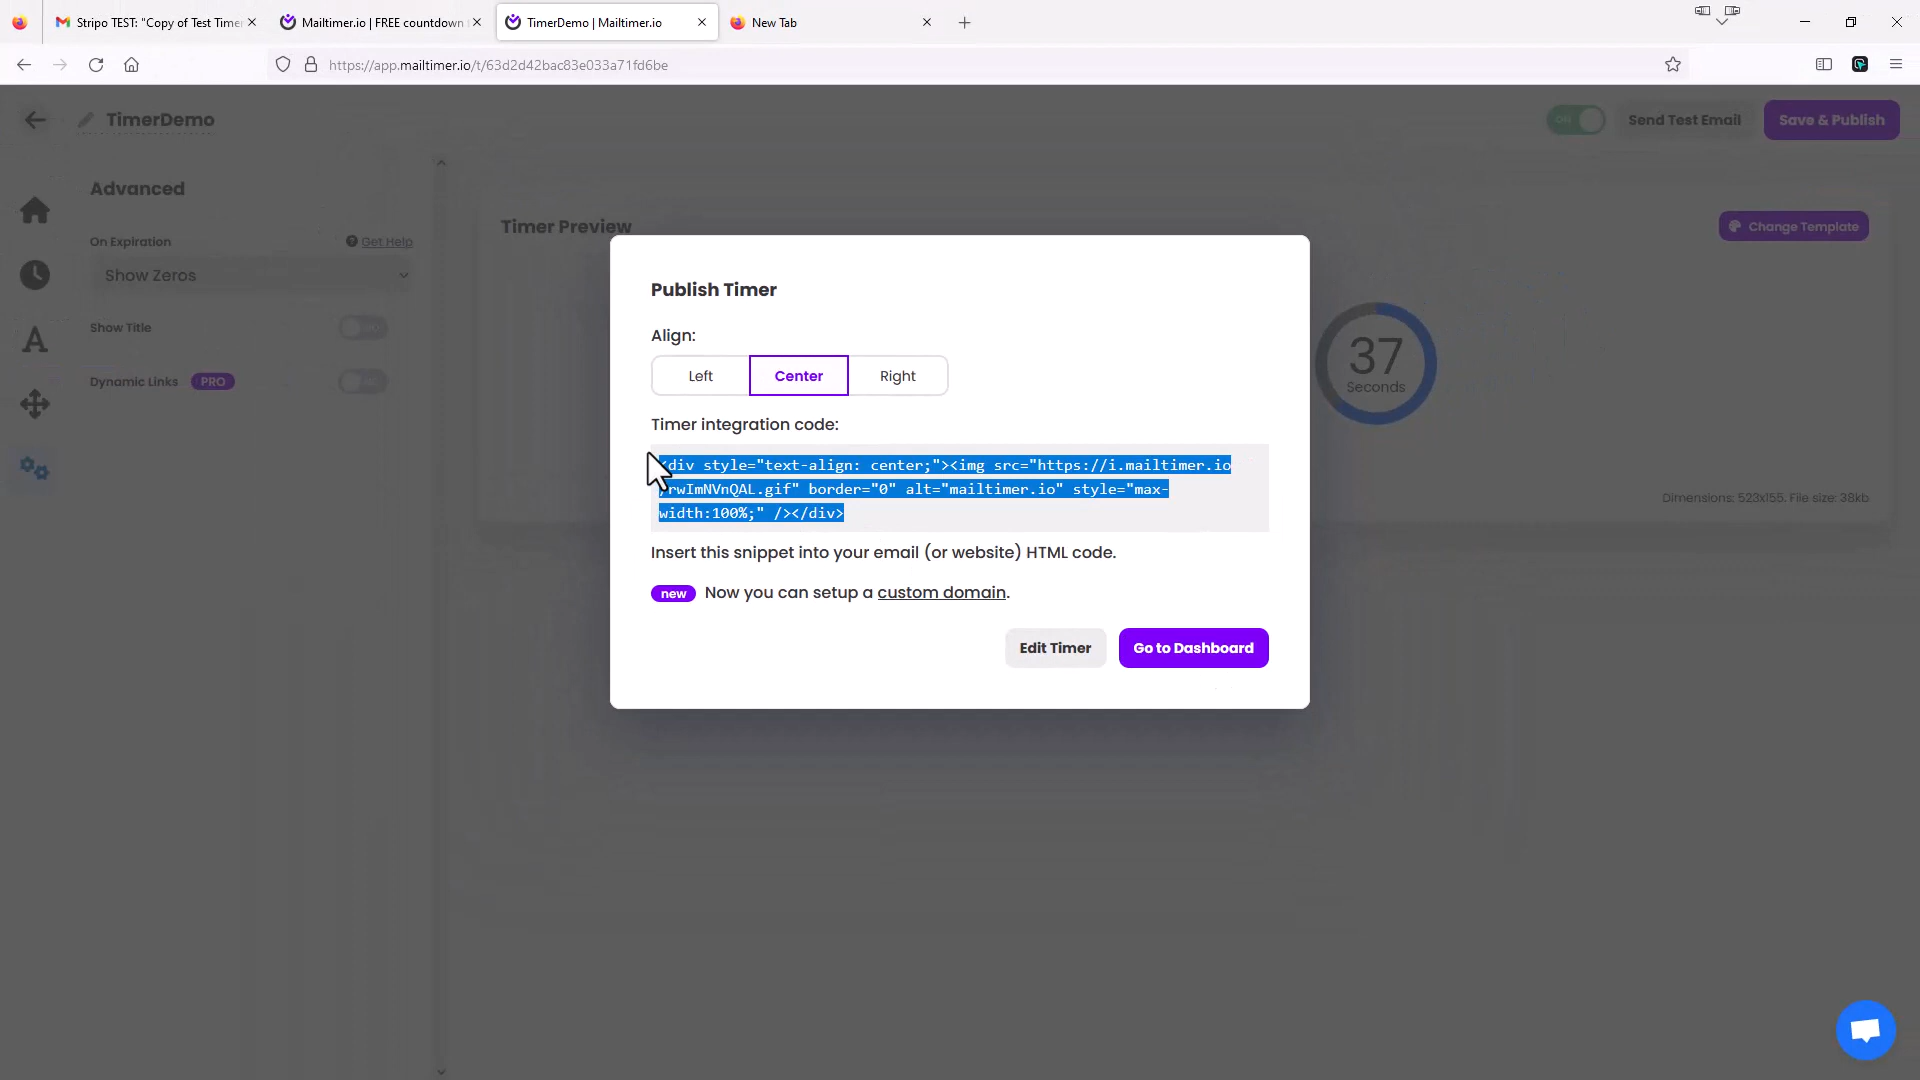 Stripo TEST: "Copy of Test Time
Mailtimer.io | FREE countdown
TimerDemo | Mailtimer.io
New Tab
https://app.mailtimer.io/t/63d2d42bac83e033a71fd6be
TimerDemo
ON
Send Test Email
Save & Publish
Advanced
On Expiration
Get Help
Show Zeros
Show Title
Dynamic Links
PRO
Timer Preview
Change Template
37
Seconds
Dimensions: 523x155. File size: 38kb
Publish Timer
Align:
Left
Center
Right
Timer integration code:
<div style="text-align: center;"><img src="https://i.mailtimer.io
/rwImNVnQAL.gif" border="0" alt="mailtimer.io" style="max-
width:100%;" /></div>
Insert this snippet into your email (or website) HTML code.
new Now you can setup a custom domain.
Edit Timer
Go to Dashboard